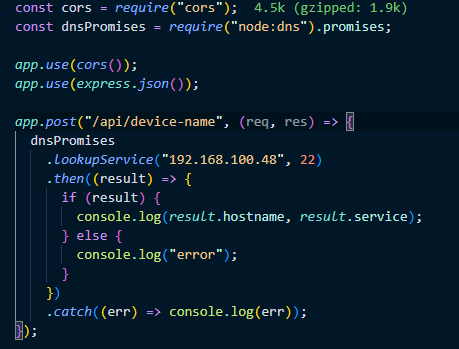 const cors = require("cors");  4.5k (gzipped: 1.9k)
const dnsPromises = require("node:dns").promises;

app.use(cors());
app.use(express.json());

app.post("/api/device-name", (req, res) => {
  dnsPromises
    .lookupService("192.168.100.48", 22)
    .then((result) => {
      if (result) {
        console.log(result.hostname, result.service);
      } else {
        console.log("error");
      }
    })
    .catch((err) => console.log(err));
});